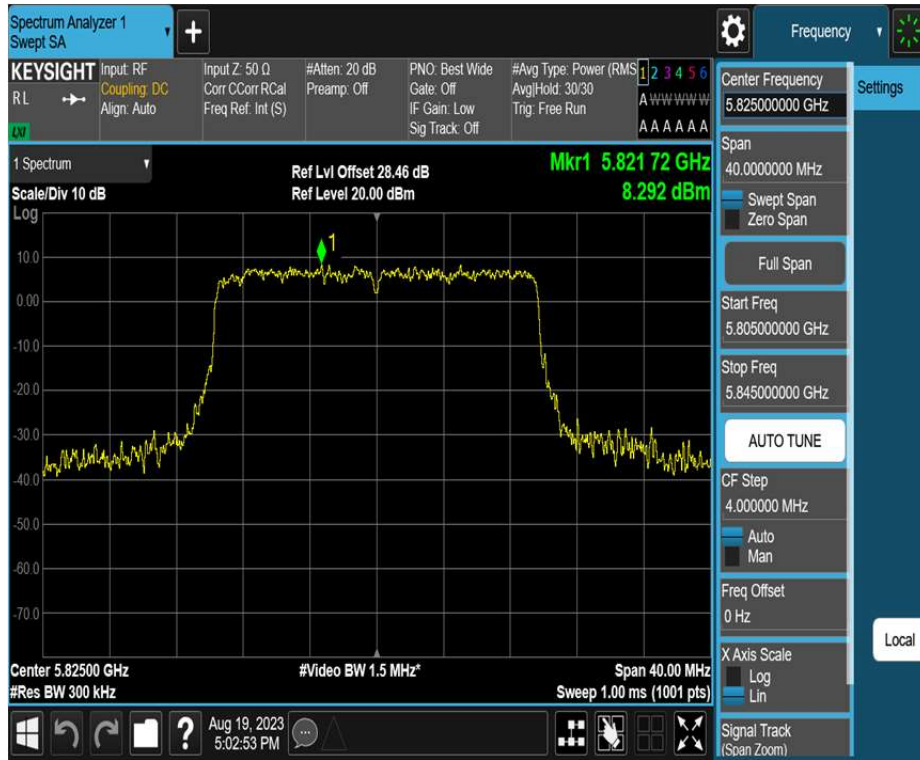 Spectrum Analyzer 1
Swept SA
+
Frequency
KEYSIGHT
R L
LXI
Input: RF
Coupling: DC
Align: Auto
Input Z: 50 Ω
Corr CCorr RCal
Freq Ref: Int (S)
#Atten: 20 dB
Preamp: Off
PNO: Best Wide
Gate: Off
IF Gain: Low
Sig Track: Off
#Avg Type: Power (RMS
Avg|Hold: 30/30
Trig: Free Run
1 2 3 4 5 6
A W W W W W
A A A A A A
Center Frequency
5.825000000 GHz
Settings
Span
40.0000000 MHz
Swept Span
Zero Span
Full Span
Start Freq
5.805000000 GHz
Stop Freq
5.845000000 GHz
AUTO TUNE
CF Step
4.000000 MHz
Auto
Man
Freq Offset
0 Hz
X Axis Scale
Log
Lin
Signal Track
(Span Zoom)
Local
1 Spectrum
Scale/Div 10 dB
Log
Ref Lvl Offset 28.46 dB
Ref Level 20.00 dBm
Mkr1 5.821 72 GHz
8.292 dBm
1
10.0
0.00
-10.0
-20.0
-30.0
-40.0
-50.0
-60.0
-70.0
Center 5.82500 GHz
#Res BW 300 kHz
#Video BW 1.5 MHz*
Span 40.00 MHz
Sweep 1.00 ms (1001 pts)
?
Aug 19, 2023
5:02:53 PM